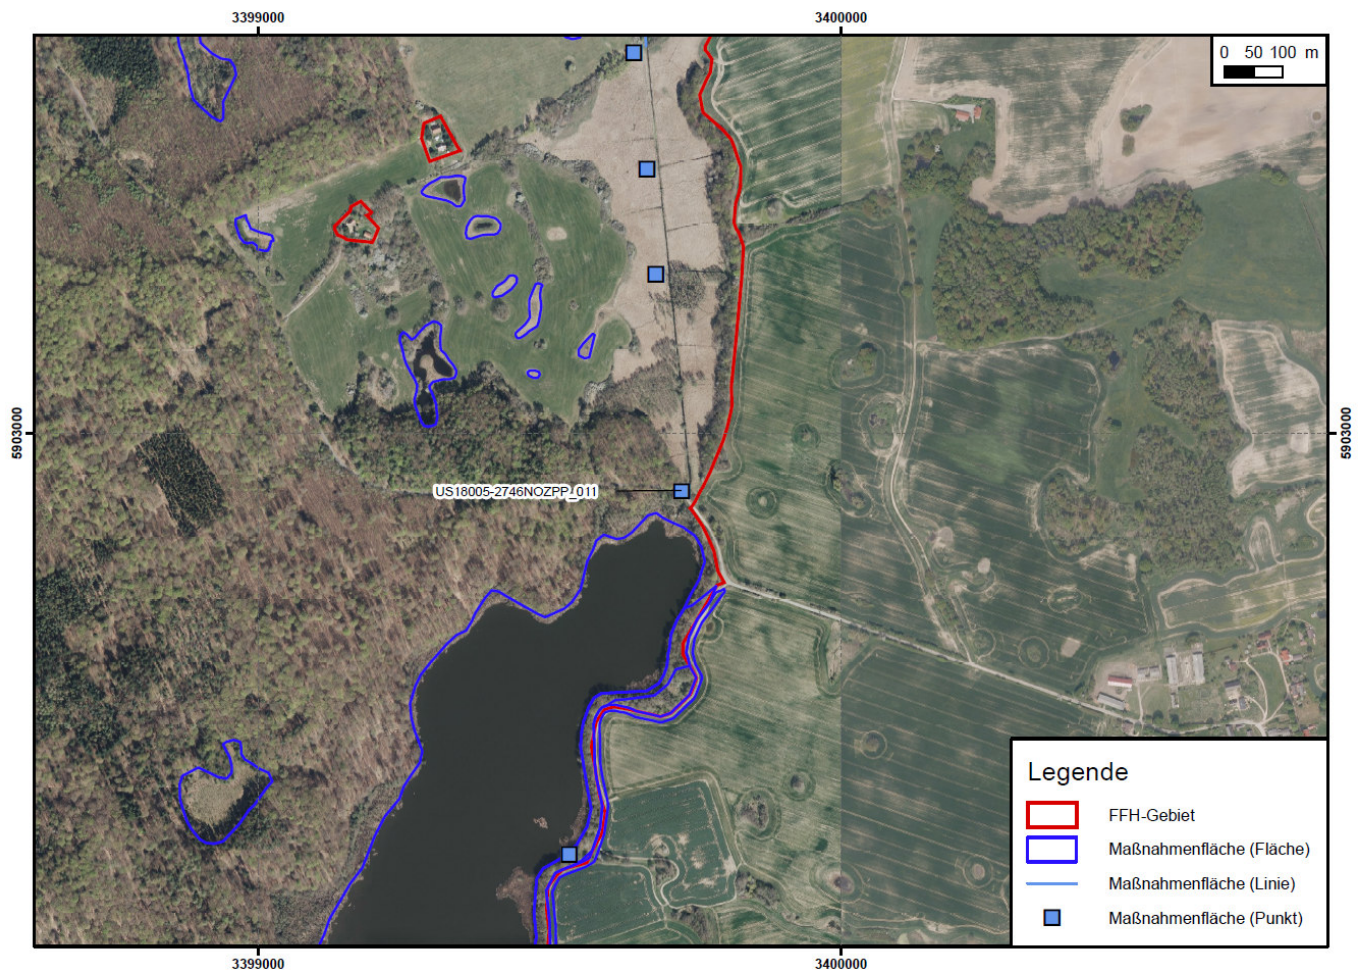 3399000
3400000
0 50 100 m
5903000
5903000
US18005-2746NOZPP_011
Legende
FFH-Gebiet
Maßnahmenfläche (Fläche)
Maßnahmenfläche (Linie)
Maßnahmenfläche (Punkt)
3399000
3400000